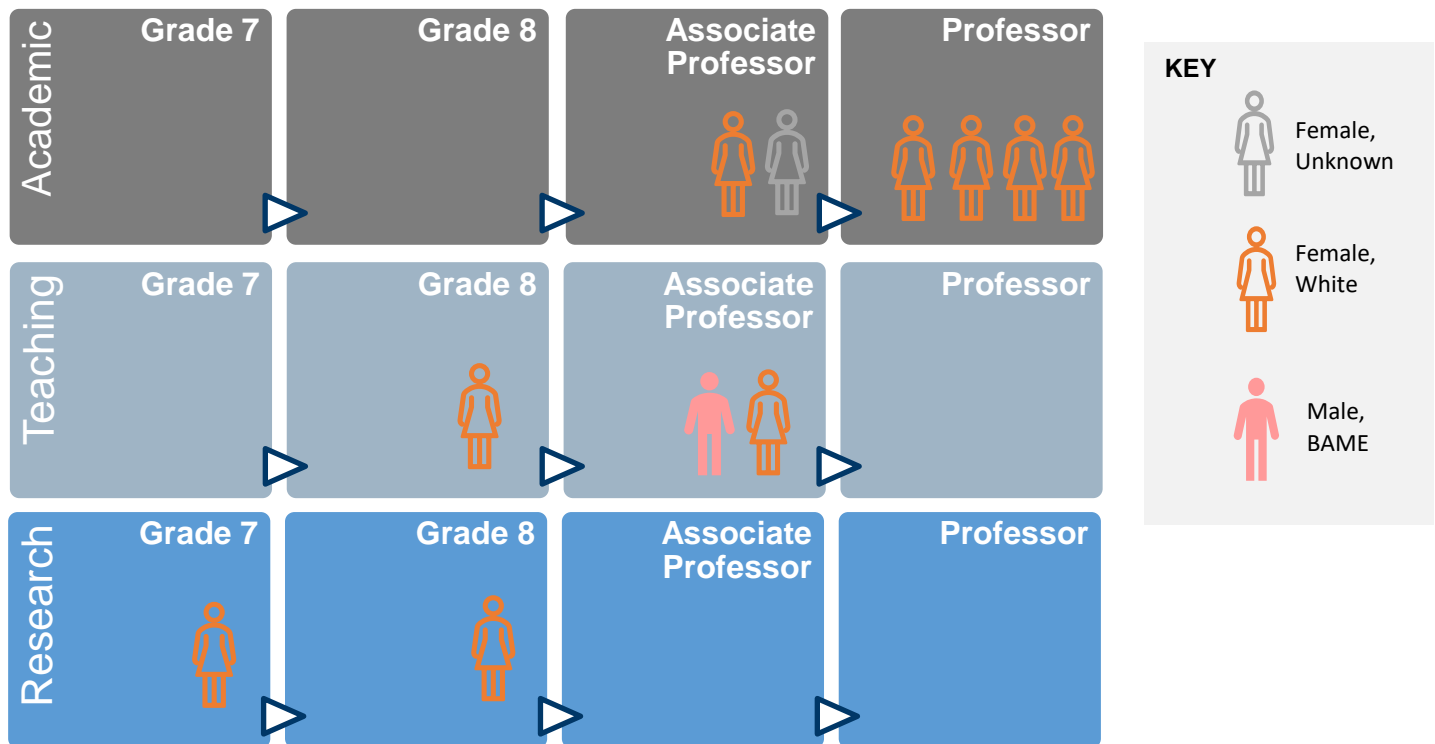 Academic
Grade 7
Grade 8
Associate
Professor
Professor
Teaching
Grade 7
Grade 8
Associate
Professor
Professor
Research
Grade 7
Grade 8
Associate
Professor
Professor
KEY
Female,
Unknown
Female,
White
Male,
BAME